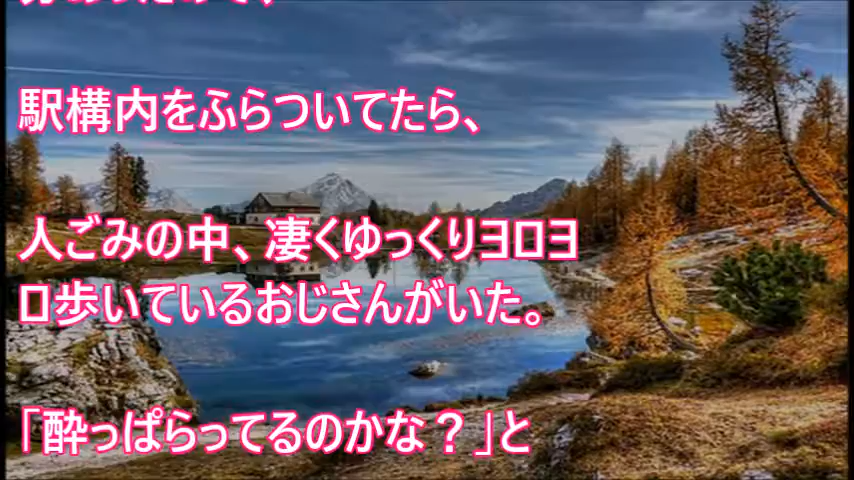 駅構内をふらついてたら、
人ごみの中、凄くゆっくりヨロヨ
ロ歩いているおじさんがいた。
「酔っぱらってるのかな？」と